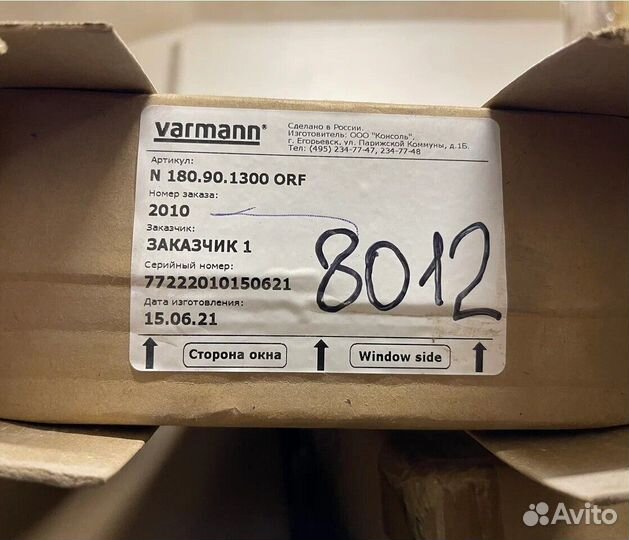 varmann®
Сделано в России.
Изготовитель: ООО "Консоль",
г. Егорьевск, ул. Парижской Коммуны, д.1Б.
Тел: (495) 234-77-47, 234-77-48
Артикул:
N 180.90.1300 ORF
Номер заказа:
2010
Заказчик:
ЗАКАЗЧИК 1
Серийный номер:
77222010150621
Дата изготовления:
15.06.21
8012
Сторона окна
Window side
Avito